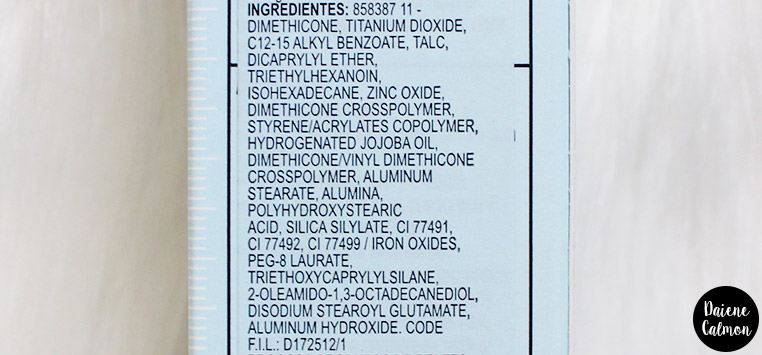 INGREDIENTES: 858387 11 -
DIMETHICONE, TITANIUM DIOXIDE,
C12-15 ALKYL BENZOATE, TALC,
DICAPRYLYL ETHER,
TRIETHYLHEXANOIN,
ISOHEXADECANE, ZINC OXIDE,
DIMETHICONE CROSSPOLYMER,
STYRENE/ACRYLATES COPOLYMER,
HYDROGENATED JOJOBA OIL,
DIMETHICONE/VINYL DIMETHICONE
CROSSPOLYMER, ALUMINUM
STEARATE, ALUMINA,
POLYHYDROXYSTEARIC
ACID, SILICA SILYLATE, CI 77491,
CI 77492, CI 77499 / IRON OXIDES,
PEG-8 LAURATE,
TRIETHOXYCAPRYLYLSILANE,
2-OLEAMIDO-1,3-OCTADECANEDIOL,
DISODIUM STEAROYL GLUTAMATE,
ALUMINUM HYDROXIDE. CODE
F.I.L.: D172512/1
Daiene
Calmon